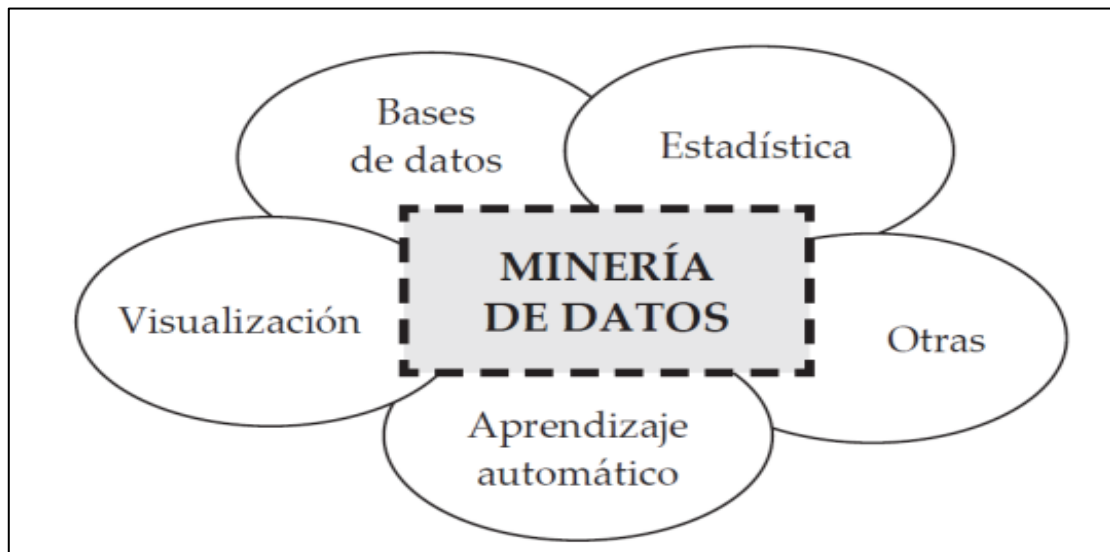 Bases
de datos
Estadística
MINERÍA
DE DATOS
Visualización
Otras
Aprendizaje
automático